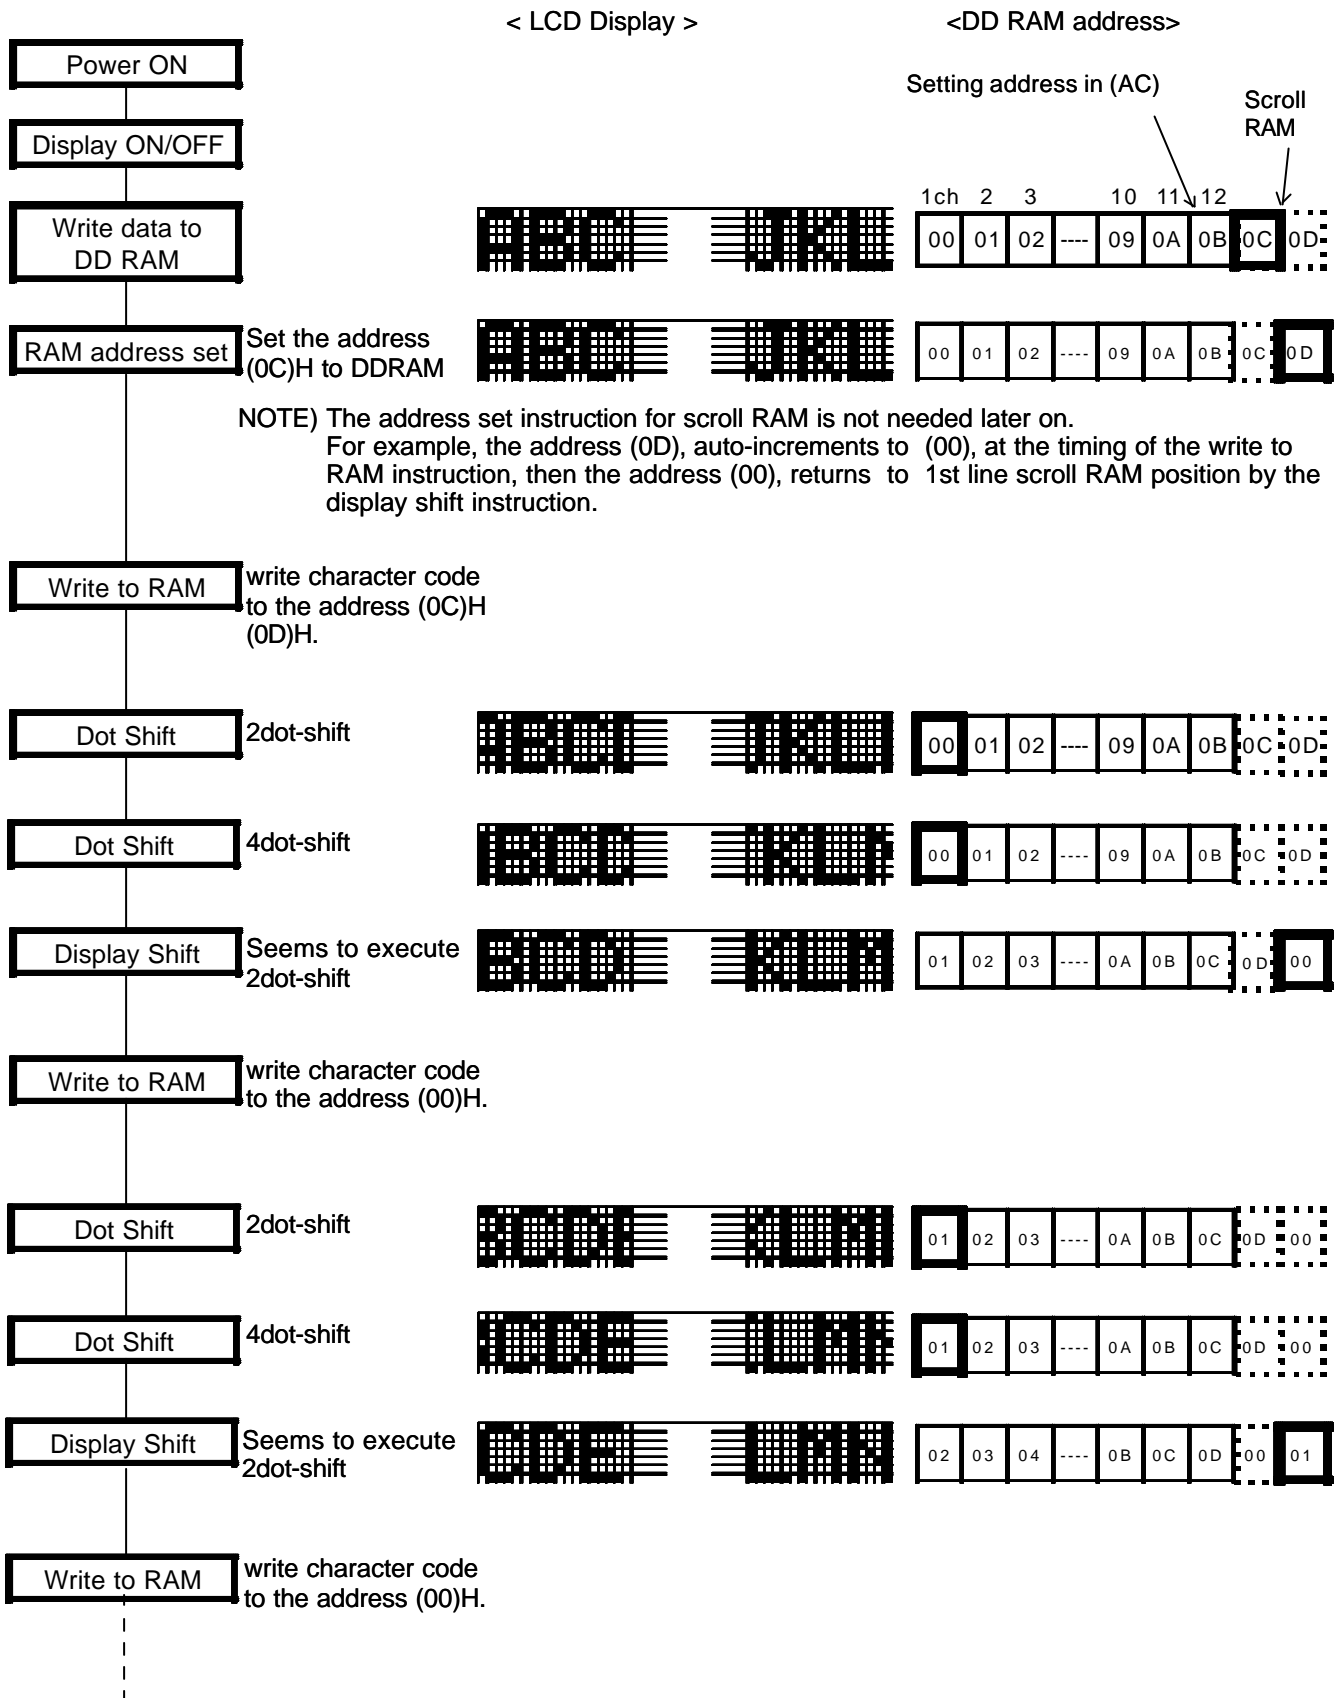 < LCD Display >
<DD RAM address>
Power ON
Setting address in (AC)
Scroll
RAM
Display ON/OFF
1ch 2 3 10 11 12
Write data to
DD RAM
ABC JKL
00 01 02 ---- 09 0A 0B 0C 0D
RAM address set
Set the address
(0C)H to DDRAM
ABC JKL
00 01 02 ---- 09 0A 0B 0C 0D
NOTE) The address set instruction for scroll RAM is not needed later on.
For example, the address (0D), auto-increments to (00), at the timing of the write to
RAM instruction, then the address (00), returns to 1st line scroll RAM position by the
display shift instruction.
Write to RAM
write character code
to the address (0C)H
(0D)H.
Dot Shift
2dot-shift
00 01 02 ---- 09 0A 0B 0C 0D
Dot Shift
4dot-shift
00 01 02 ---- 09 0A 0B 0C 0D
Display Shift
Seems to execute
2dot-shift
BCD KLM
01 02 03 ---- 0A 0B 0C 0D 00
Write to RAM
write character code
to the address (00)H.
Dot Shift
2dot-shift
01 02 03 ---- 0A 0B 0C 0D 00
Dot Shift
4dot-shift
01 02 03 ---- 0A 0B 0C 0D 00
Display Shift
Seems to execute
2dot-shift
CDE LMN
02 03 04 ---- 0B 0C 0D 00 01
Write to RAM
write character code
to the address (00)H.